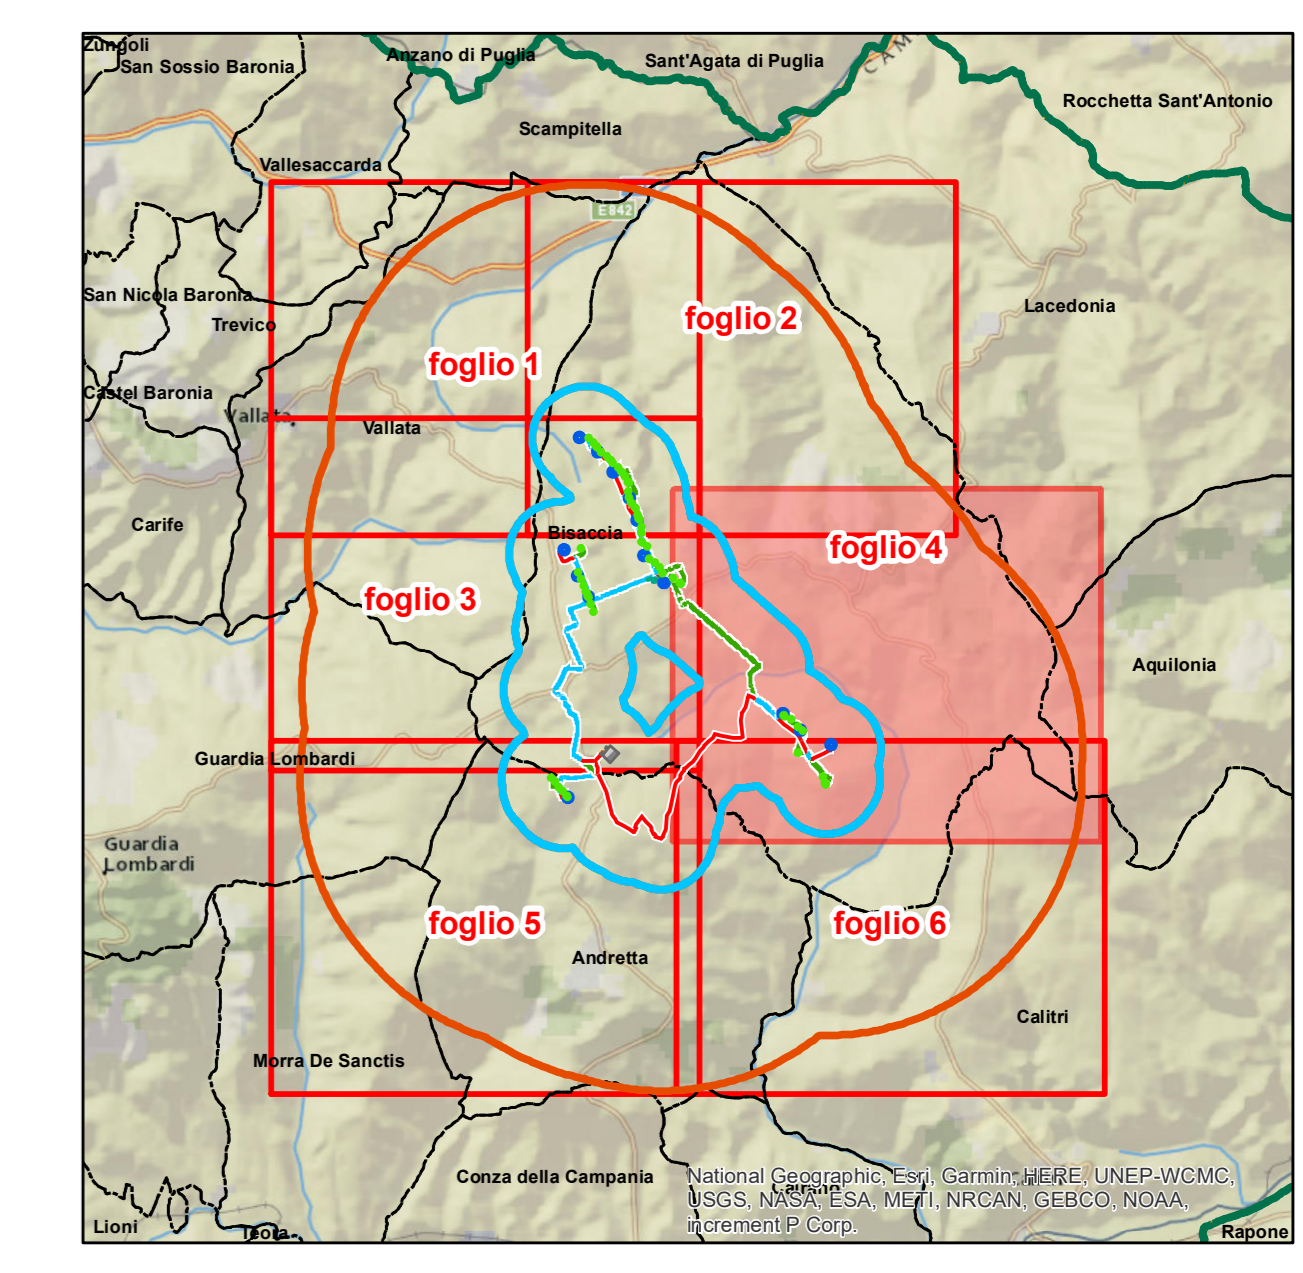 Zungoli
San Sossio Baronia
Anzano di Puglia
Sant'Agata di Puglia
CAM
Rocchetta Sant'Antonio
Scampitella
Vallesaccarda
E842
San Nicola Baronia
Trevico
Lacedonia
foglio 2
foglio 1
Castel Baronia
Vallata
Vallata
Carife
Bisaccia
foglio 4
foglio 3
Aquilonia
Guardia Lombardi
Guardia
Lombardi
foglio 5
foglio 6
Andretta
Calitri
Morra De Sanctis
Conza della Campania
National Geographic, Esri, Garmin, HERE, UNEP-WCMC,
USGS, NASA, ESA, METI, NRCAN, GEBCO, NOAA,
increment P Corp.
Cairano
Lioni
Teora
Rapone